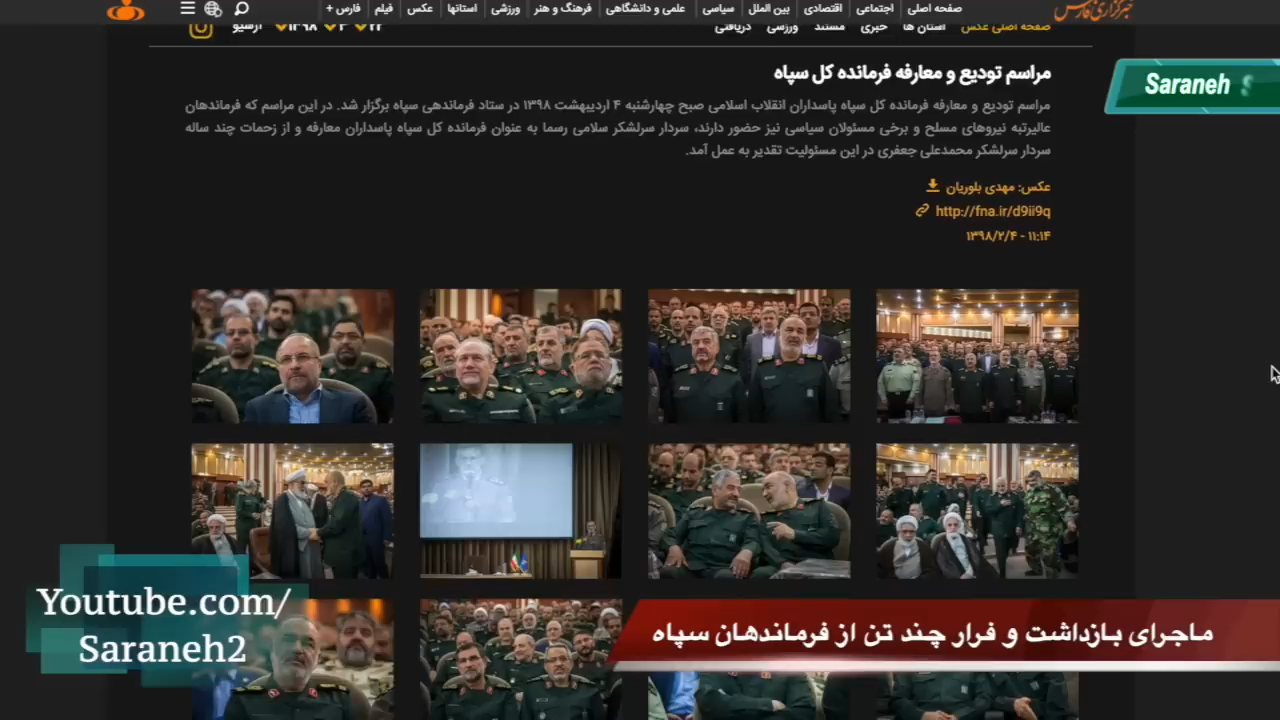 خبرگزاری فارس
صفحه اصلی | اجتماعی | اقتصادی | بین الملل | سیاسی | علمی و دانشگاهی | فرهنگ و هنر | ورزشی | استانها | عکس | فیلم | فارس +
صفحه اصلی عکس استان ها خبری مستند ورزشی دریافتی
آرشیو ۲۲ ۳ ۱۳۹۸
Saraneh
مراسم تودیع و معارفه فرمانده کل سپاه
مراسم تودیع و معارفه فرمانده کل سپاه پاسداران انقلاب اسلامی صبح چهارشنبه ۴ اردیبهشت ۱۳۹۸ در ستاد فرماندهی سپاه برگزار شد. در این مراسم که فرماندهان
عالیرتبه نیروهای مسلح و برخی مسئولان سیاسی نیز حضور دارند، سردار سرلشکر سلامی رسما به عنوان فرمانده کل سپاه پاسداران معارفه و از زحمات چند ساله
سردار سرلشکر محمدعلی جعفری در این مسئولیت تقدیر به عمل آمد.
عکس: مهدی بلوریان
http://fna.ir/d9ii9q
۱۱:۱۴ - ۱۳۹۸/۲/۴
Youtube.com/
Saraneh2
ماجرای بازداشت و فرار چند تن از فرماندهان سپاه